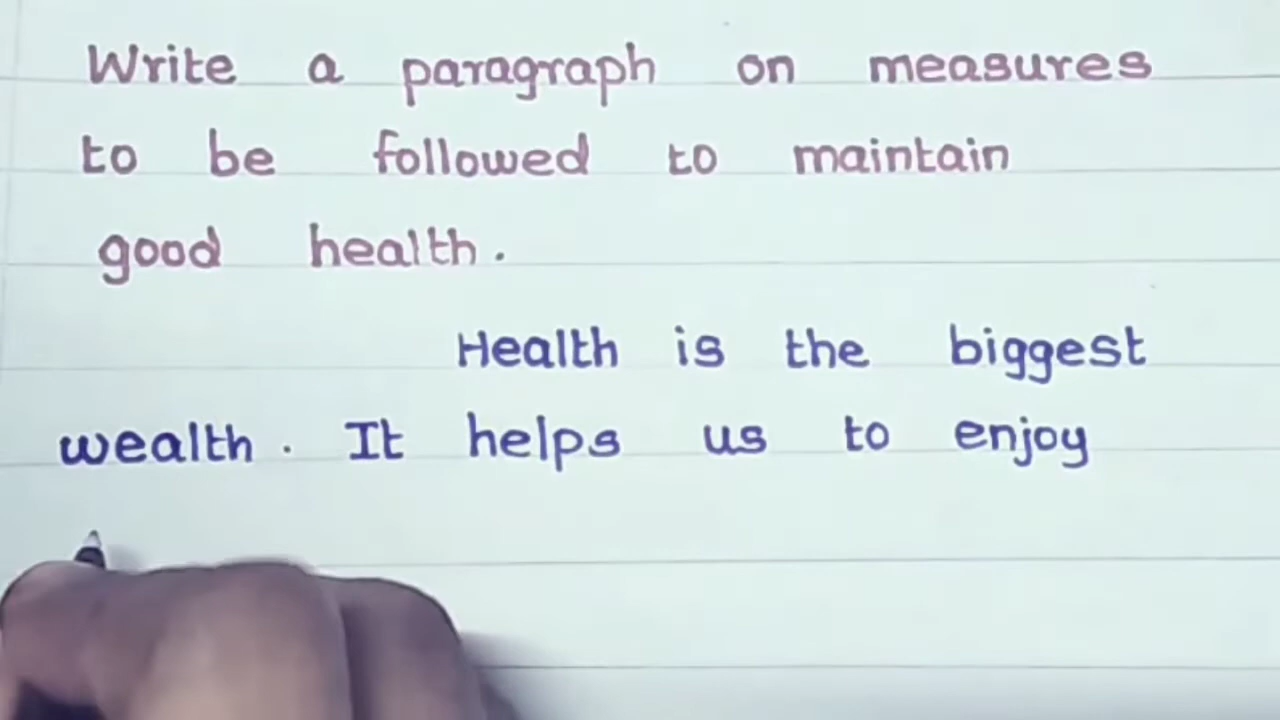 Write a paragraph on measures
to be followed to maintain
good health.
Health is the biggest
wealth. It helps us to enjoy